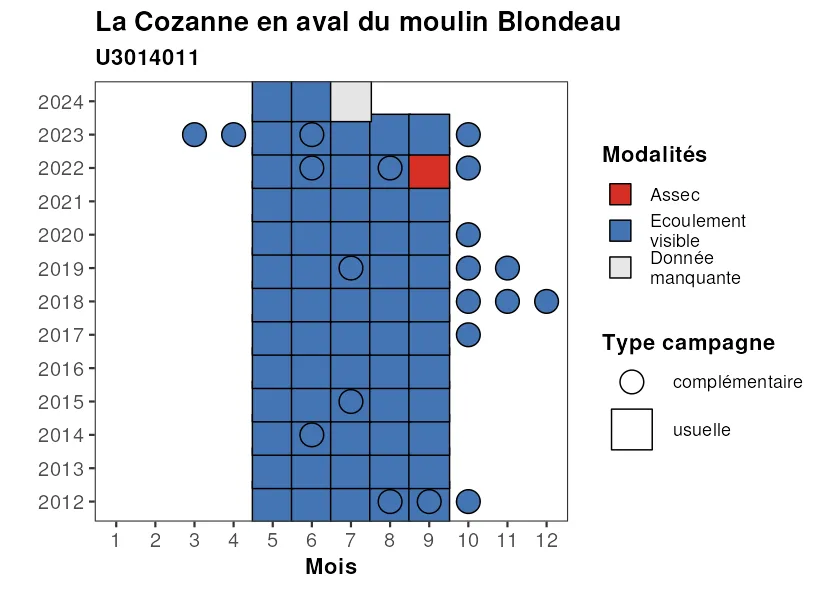 La Cozanne en aval du moulin Blondeau
U3014011
2024
2023
2022
2021
2020
2019
2018
2017
2016
2015
2014
2013
2012
1 2 3 4 5 6 7 8 9 10 11 12
Mois
Modalités
Assec
Ecoulement
visible
Donnée
manquante
Type campagne
complémentaire
usuelle